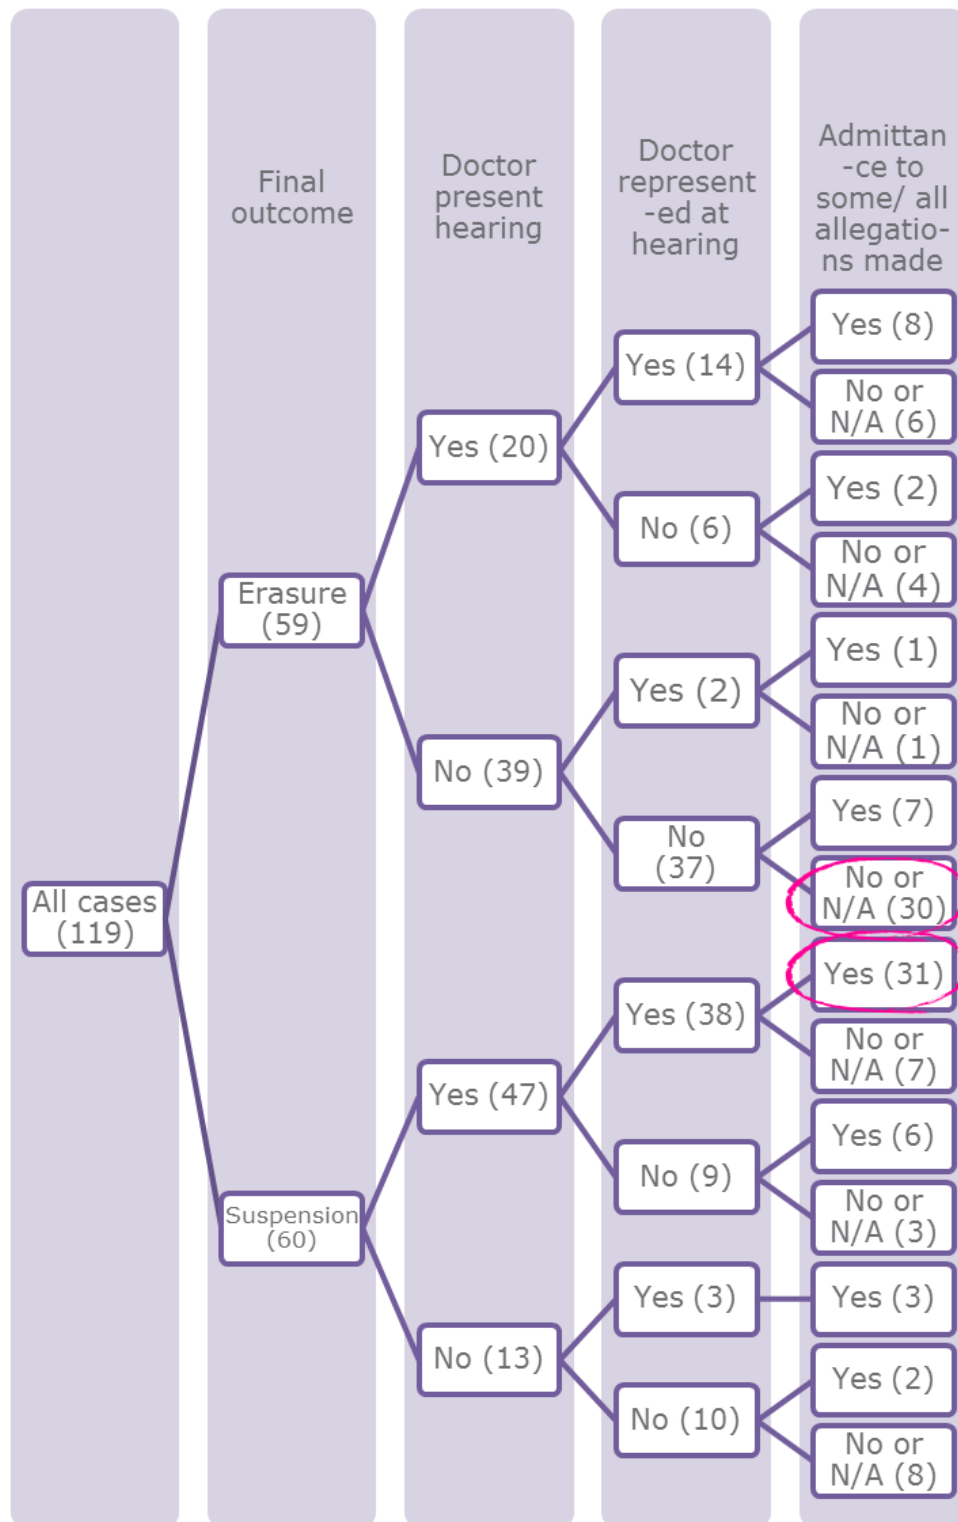 Final
outcome
Doctor
present
hearing
Doctor
represent
-ed at
hearing
Admittan
-ce to
some/ all
allegatio-
ns made
All cases
(119)
Erasure
(59)
Suspension
(60)
Yes (20)
No (39)
Yes (47)
No (13)
Yes (14)
No (6)
Yes (2)
No
(37)
Yes (38)
No (9)
Yes (3)
No (10)
Yes (8)
No or
N/A (6)
Yes (2)
No or
N/A (4)
Yes (1)
No or
N/A (1)
Yes (7)
No or
N/A (30)
Yes (31)
No or
N/A (7)
Yes (6)
No or
N/A (3)
Yes (3)
Yes (2)
No or
N/A (8)